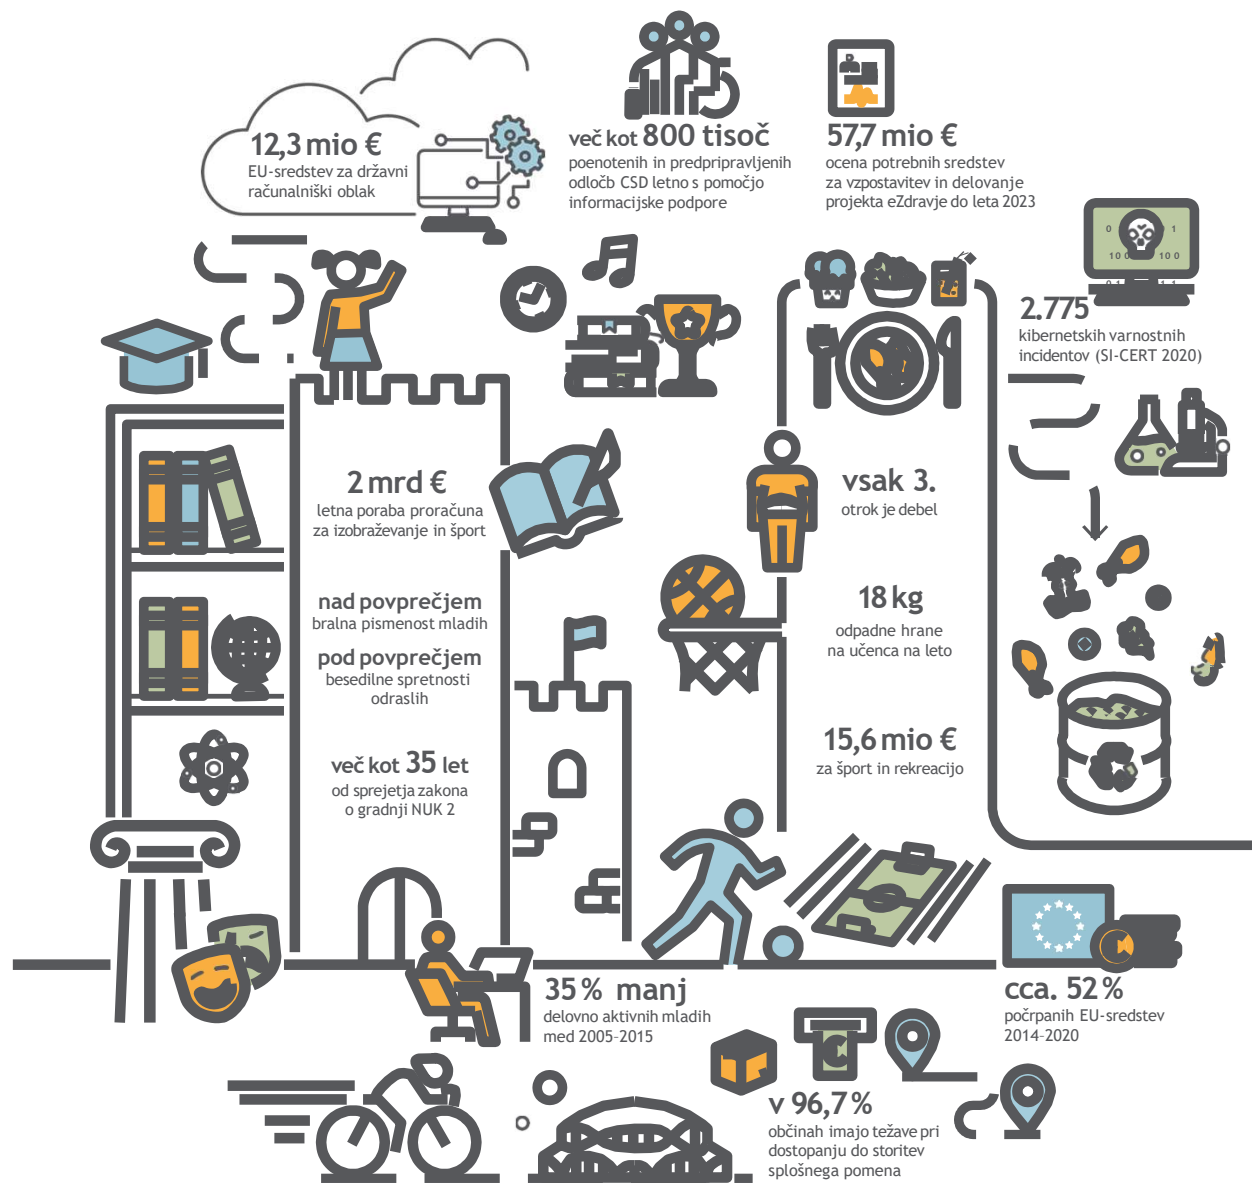 12,3 mio €
EU-sredstev za državni
računalniški oblak
več kot 800 tisoč
poenotenih in predpripravljenih
odločb CSD letno s pomočjo
informacijske podpore
57,7 mio €
ocena potrebnih sredstev
za vzpostavitev in delovanje
projekta eZdravje do leta 2023
2.775
kibernetskih varnostnih
incidentov (SI-CERT 2020)
2 mrd €
letna poraba proračuna
za izobraževanje in šport
nad povprečjem
bralna pismenost mladih
pod povprečjem
besedilne spretnosti
odraslih
več kot 35 let
od sprejetja zakona
o gradnji NUK 2
vsak 3.
otrok je debel
18 kg
odpadne hrane
na učenca na leto
15,6 mio €
za šport in rekreacijo
35 % manj
delovno aktivnih mladih
med 2005-2015
cca. 52 %
počrpanih EU-sredstev
2014-2020
v 96,7 %
občinah imajo težave pri
dostopanju do storitev
splošnega pomena